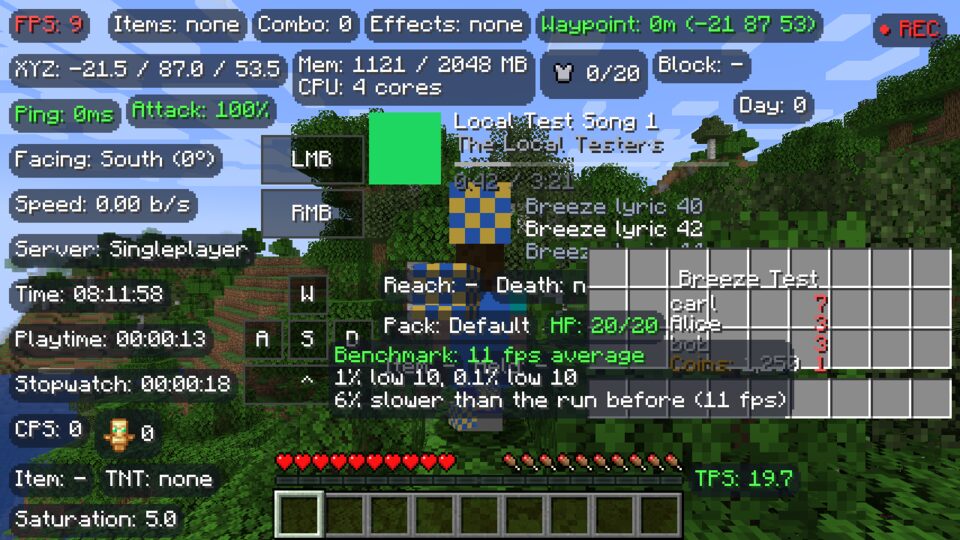 FPS: 9
Items: none
Combo: 0
Effects: none
Waypoint: 0m (-21 87 53)
REC
XYZ: -21.5 / 87.0 / 53.5
Mem: 1121 / 2048 MB
CPU: 4 cores
0/20
Block: -
Ping: 0ms
Attack: 100%
Day: 0
Local Test Song 1
The Local Testers
0:42 / 3:21
Facing: South (0°)
LMB
Speed: 0.00 b/s
RMB
Breeze lyric 40
Breeze lyric 42
Breeze lyric
Server: Singleplayer
Time: 08:11:58
W
Reach: -
Death: n
Breeze Test
carl 7
Alice 3
bob 3
Coins: 1,250 1
Playtime: 00:00:13
A
S
D
Pack: Default
HP: 20/20
Benchmark: 11 fps average
1% low 10, 0.1% low 10
6% slower than the run before (11 fps)
Stopwatch: 00:00:18
^
CPS: 0
0
Item: -
TNT: none
TPS: 19.7
Saturation: 5.0